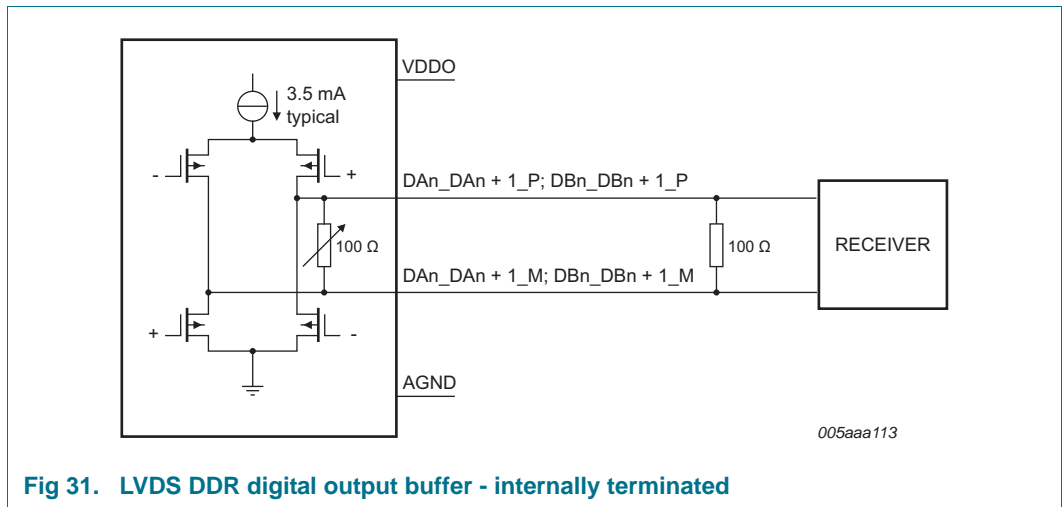 VDDO
3.5 mA
typical
-
+
DAn_DAn + 1_P; DBn_DBn + 1_P
100 Ω
100 Ω
RECEIVER
DAn_DAn + 1_M; DBn_DBn + 1_M
+
-
AGND
005aaa113
Fig 31. LVDS DDR digital output buffer - internally terminated